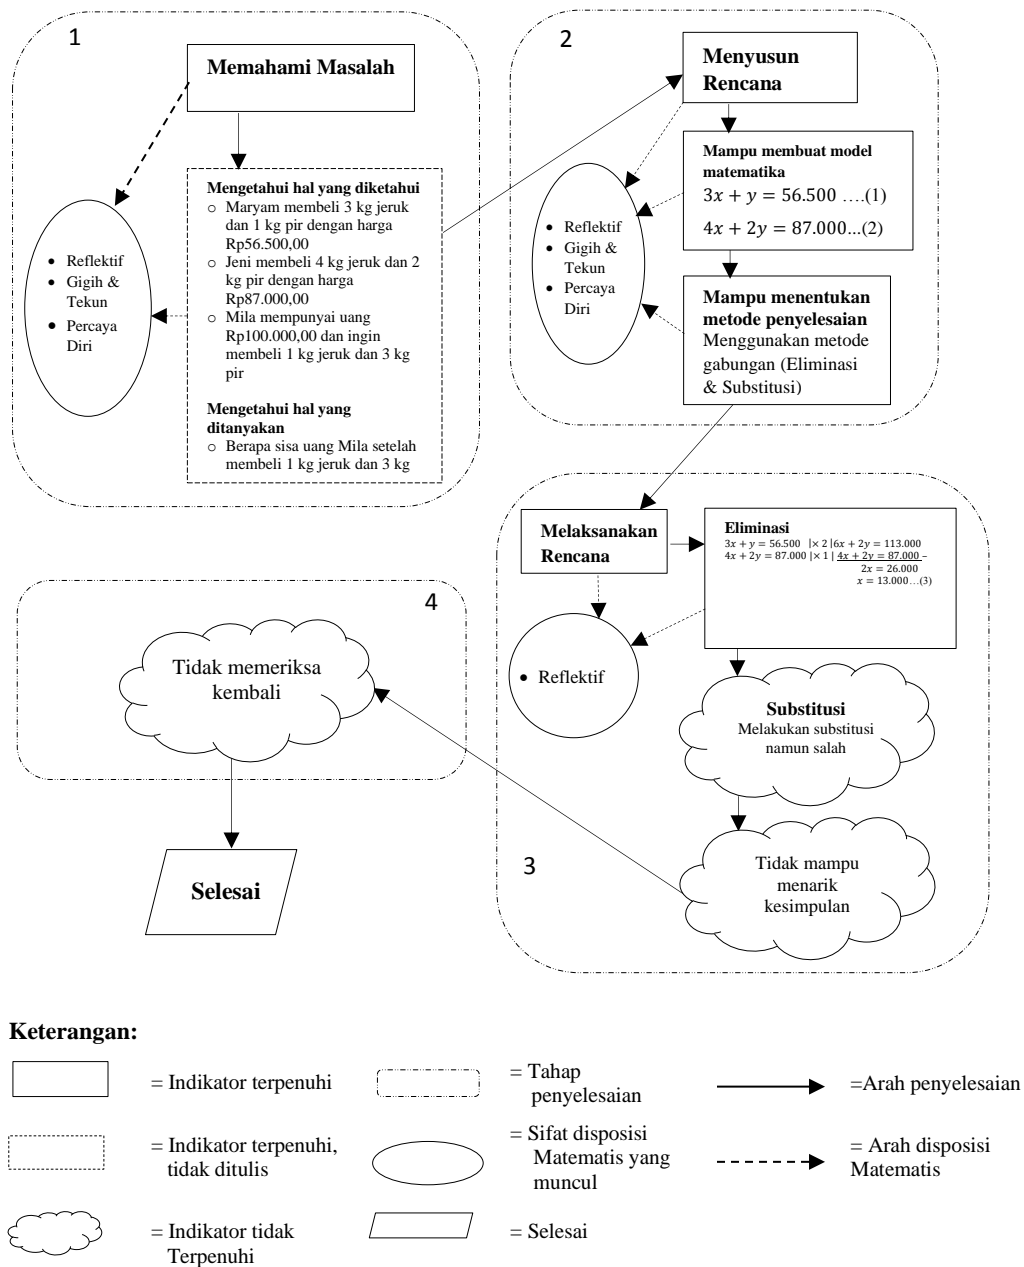 1
Memahami Masalah
Mengetahui hal yang diketahui
○ Maryam membeli 3 kg jeruk
dan 1 kg pir dengan harga
Rp56.500,00
○ Jeni membeli 4 kg jeruk dan 2
kg pir dengan harga
Rp87.000,00
○ Mila mempunyai uang
Rp100.000,00 dan ingin
membeli 1 kg jeruk dan 3 kg
pir
Mengetahui hal yang
ditanyakan
○ Berapa sisa uang Mila setelah
membeli 1 kg jeruk dan 3 kg
• Reflektif
• Gigih &
Tekun
• Percaya
Diri
2
Menyusun
Rencana
Mampu membuat model
matematika
3x + y = 56.500 ….(1)
4x + 2y = 87.000...(2)
Mampu menentukan
metode penyelesaian
Menggunakan metode
gabungan (Eliminasi
& Substitusi)
• Reflektif
• Gigih &
Tekun
• Percaya
Diri
Melaksanakan
Rencana
Eliminasi
3x + y = 56.500 |× 2 |6x + 2y = 113.000
4x + 2y = 87.000 |× 1 | 4x + 2y = 87.000 −
2x = 26.000
x = 13.000…(3)
• Reflektif
Substitusi
Melakukan substitusi
namun salah
Tidak mampu
menarik
kesimpulan
3
4
Tidak memeriksa
kembali
Selesai
Keterangan:
= Indikator terpenuhi
= Tahap
penyelesaian
=Arah penyelesaian
= Indikator terpenuhi,
tidak ditulis
= Sifat disposisi
Matematis yang
muncul
= Arah disposisi
Matematis
= Indikator tidak
Terpenuhi
= Selesai